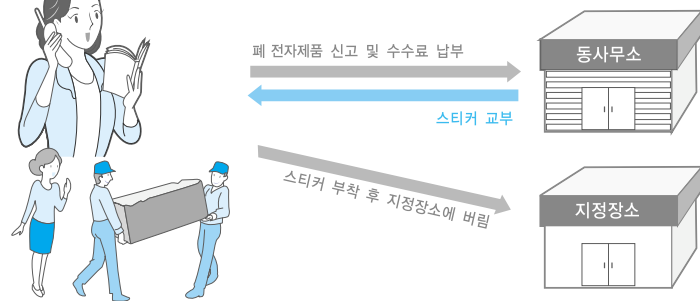 폐 전자제품 신고 및 수수료 납부
동사무소
스티커 교부
스티커 부착 후 지정장소에 버림
지정장소